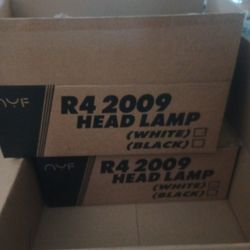 NYF
R4 2009
HEAD LAMP
(WHITE)
(BLACK)
NYF
R4 2009
HEAD LAMP
(WHITE)
(BLACK)